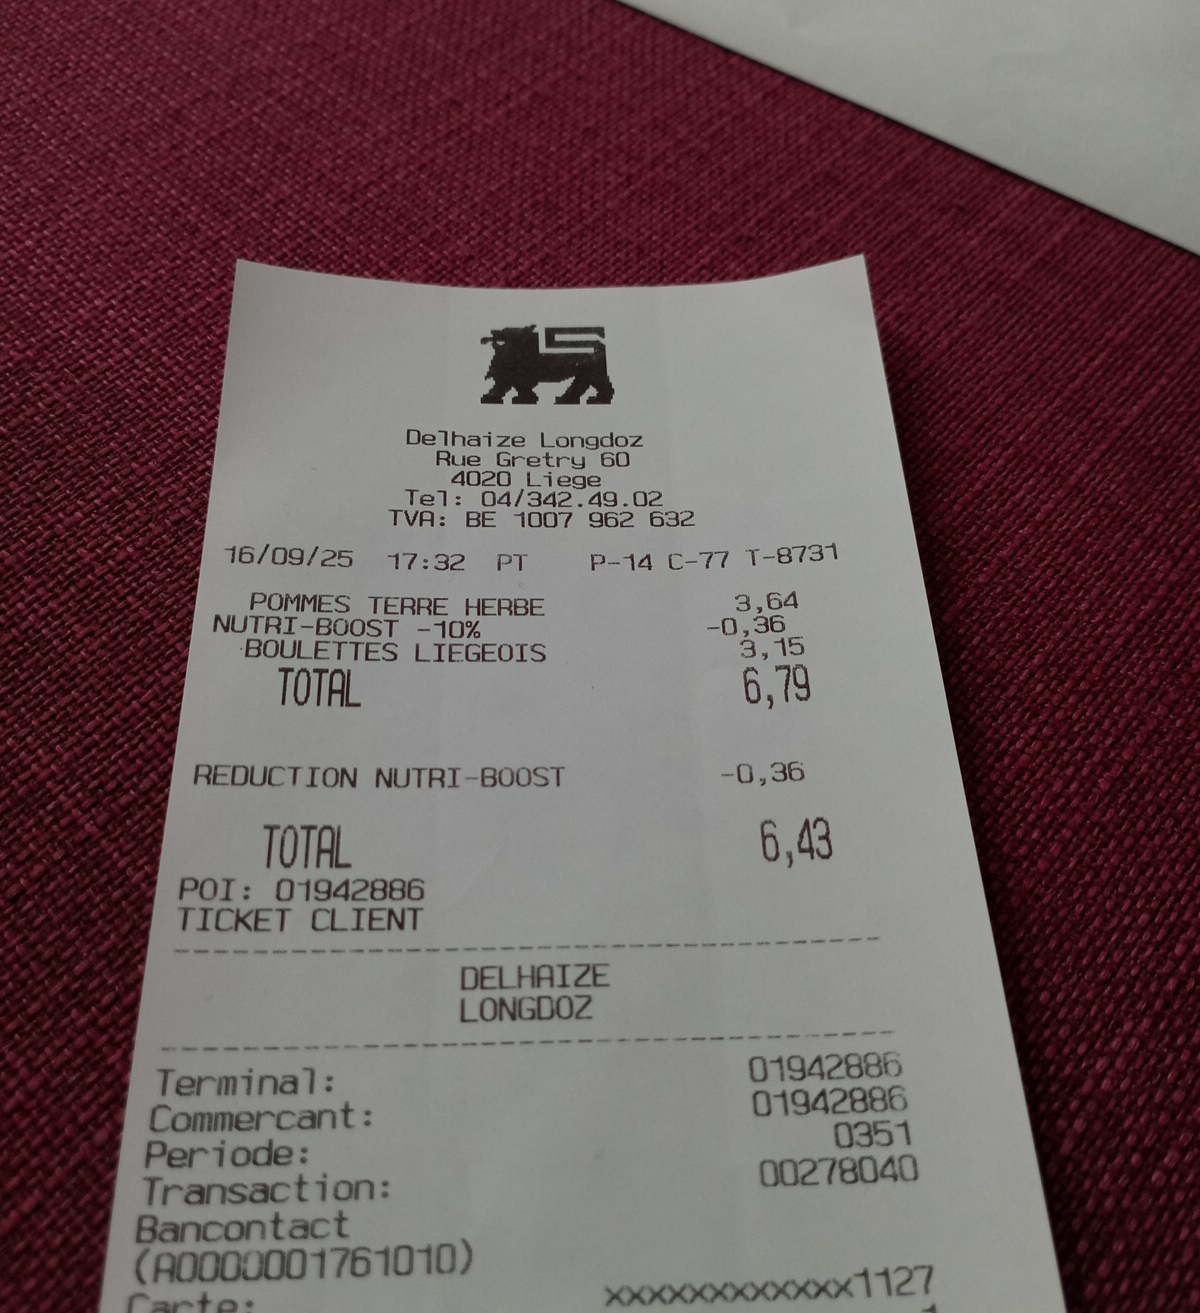 Delhaize Longdoz
Rue Gretry 60
4020 Liege
Tel: 04/342.49.02
TVA: BE 1007 962 632
16/09/25 17:32 PT P-14 C-77 T-8731
POMMES TERRE HERBE 3,64
NUTRI-BOOST -10% -0,36
BOULETTES LIEGEOIS 3,15
TOTAL 6,79
REDUCTION NUTRI-BOOST -0,36
TOTAL 6,43
POI: 01942886
TICKET CLIENT
DELHAIZE
LONGDOZ
Terminal: 01942886
Commercant: 01942886
Periode: 0351
Transaction: 00278040
Bancontact
(A0000001761010)
Carte: xxxxxxxxxxxx1127